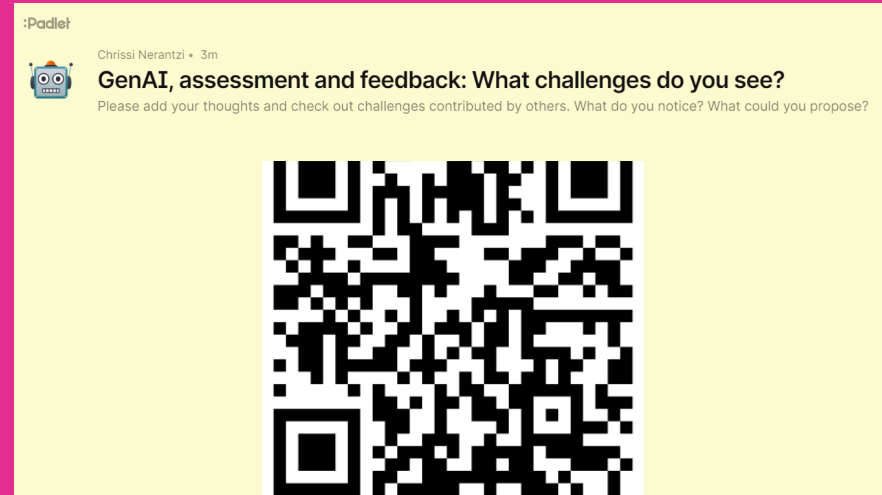 :Padlet
Chrissi Nerantzi • 3m
GenAI, assessment and feedback: What challenges do you see?
Please add your thoughts and check out challenges contributed by others. What do you notice? What could you propose?